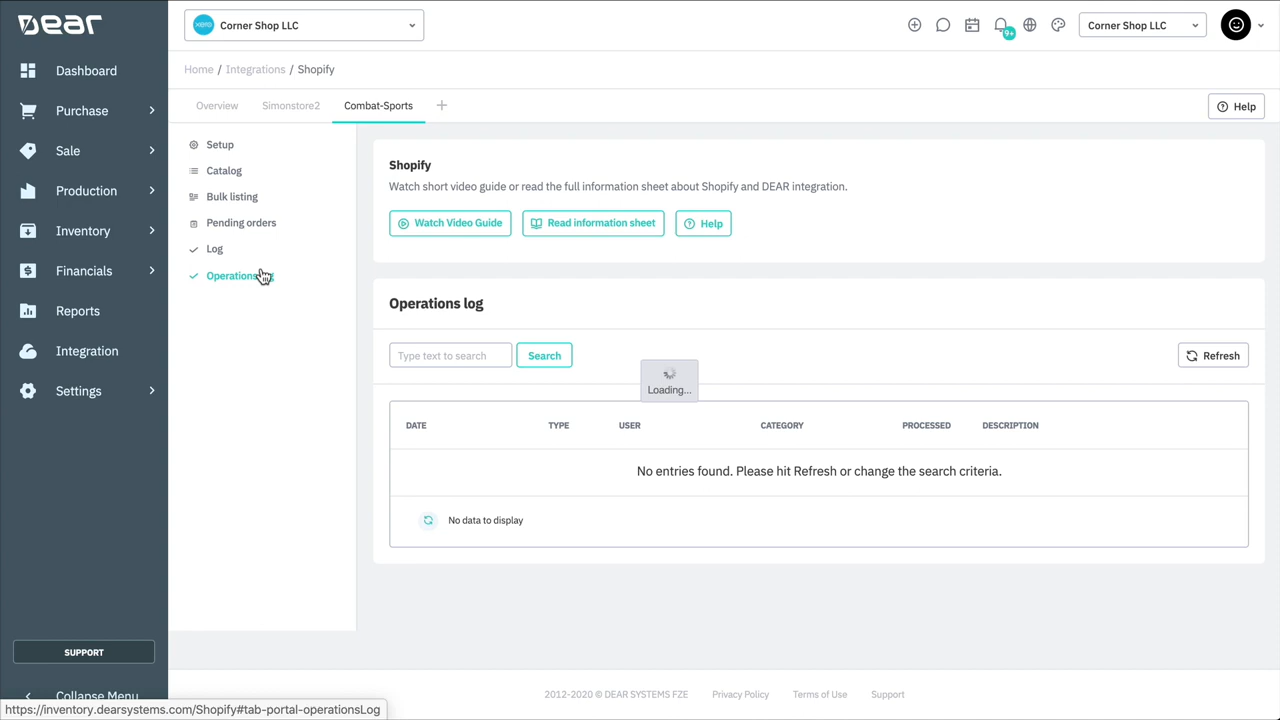 DEAR
Corner Shop LLC
9+
Corner Shop LLC
Home / Integrations / Shopify
Overview
Simonstore2
Combat-Sports
Help
Dashboard
Purchase
Sale
Production
Inventory
Financials
Reports
Integration
Settings
SUPPORT
Collapse Menu
Setup
Catalog
Bulk listing
Pending orders
Log
Operations
Shopify
Watch short video guide or read the full information sheet about Shopify and DEAR integration.
Watch Video Guide
Read information sheet
Help
Operations log
Type text to search
Search
Refresh
Loading...
DATE
TYPE
USER
CATEGORY
PROCESSED
DESCRIPTION
No entries found. Please hit Refresh or change the search criteria.
No data to display
2012-2020 © DEAR SYSTEMS FZE
Privacy Policy
Terms of Use
Support
https://inventory.dearsystems.com/Shopify#tab-portal-operationsLog